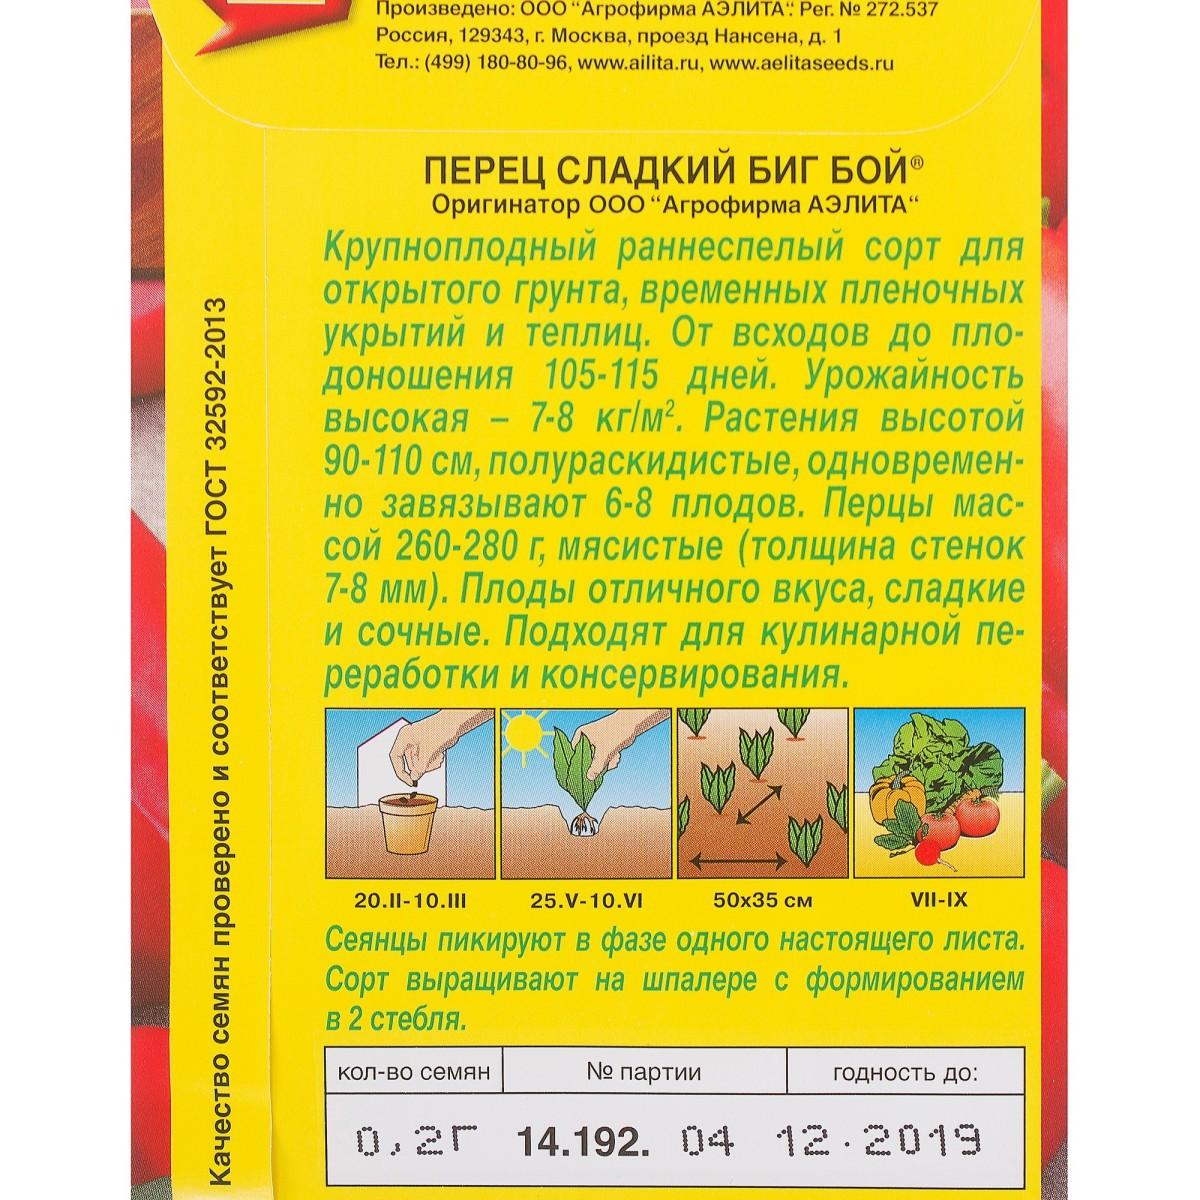 Произведено: ООО “Агрофирма АЭЛИТА”. Рег. № 272.537
Россия, 129343, г. Москва, проезд Нансена, д. 1
Тел.: (499) 180-80-96, www.ailita.ru, www.aelitaseeds.ru
ПЕРЕЦ СЛАДКИЙ БИГ БОЙ®
Оригинатор ООО “Агрофирма АЭЛИТА“
Крупноплодный раннеспелый сорт для
открытого грунта, временных пленочных
укрытий и теплиц. От всходов до пло-
доношения 105-115 дней. Урожайность
высокая – 7-8 кг/м². Растения высотой
90-110 см, полураскидистые, одновремен-
но завязывают 6-8 плодов. Перцы мас-
сой 260-280 г, мясистые (толщина стенок
7-8 мм). Плоды отличного вкуса, сладкие
и сочные. Подходят для кулинарной пе-
реработки и консервирования.
20.II-10.III 25.V-10.VI 50х35 см VII-IX
Сеянцы пикируют в фазе одного настоящего листа.
Сорт выращивают на шпалере с формированием
в 2 стебля.
кол-во семян № партии годность до:
0,2г 14.192. 04 12.2019
Качество семян проверено и соответствует ГОСТ 32592-2013